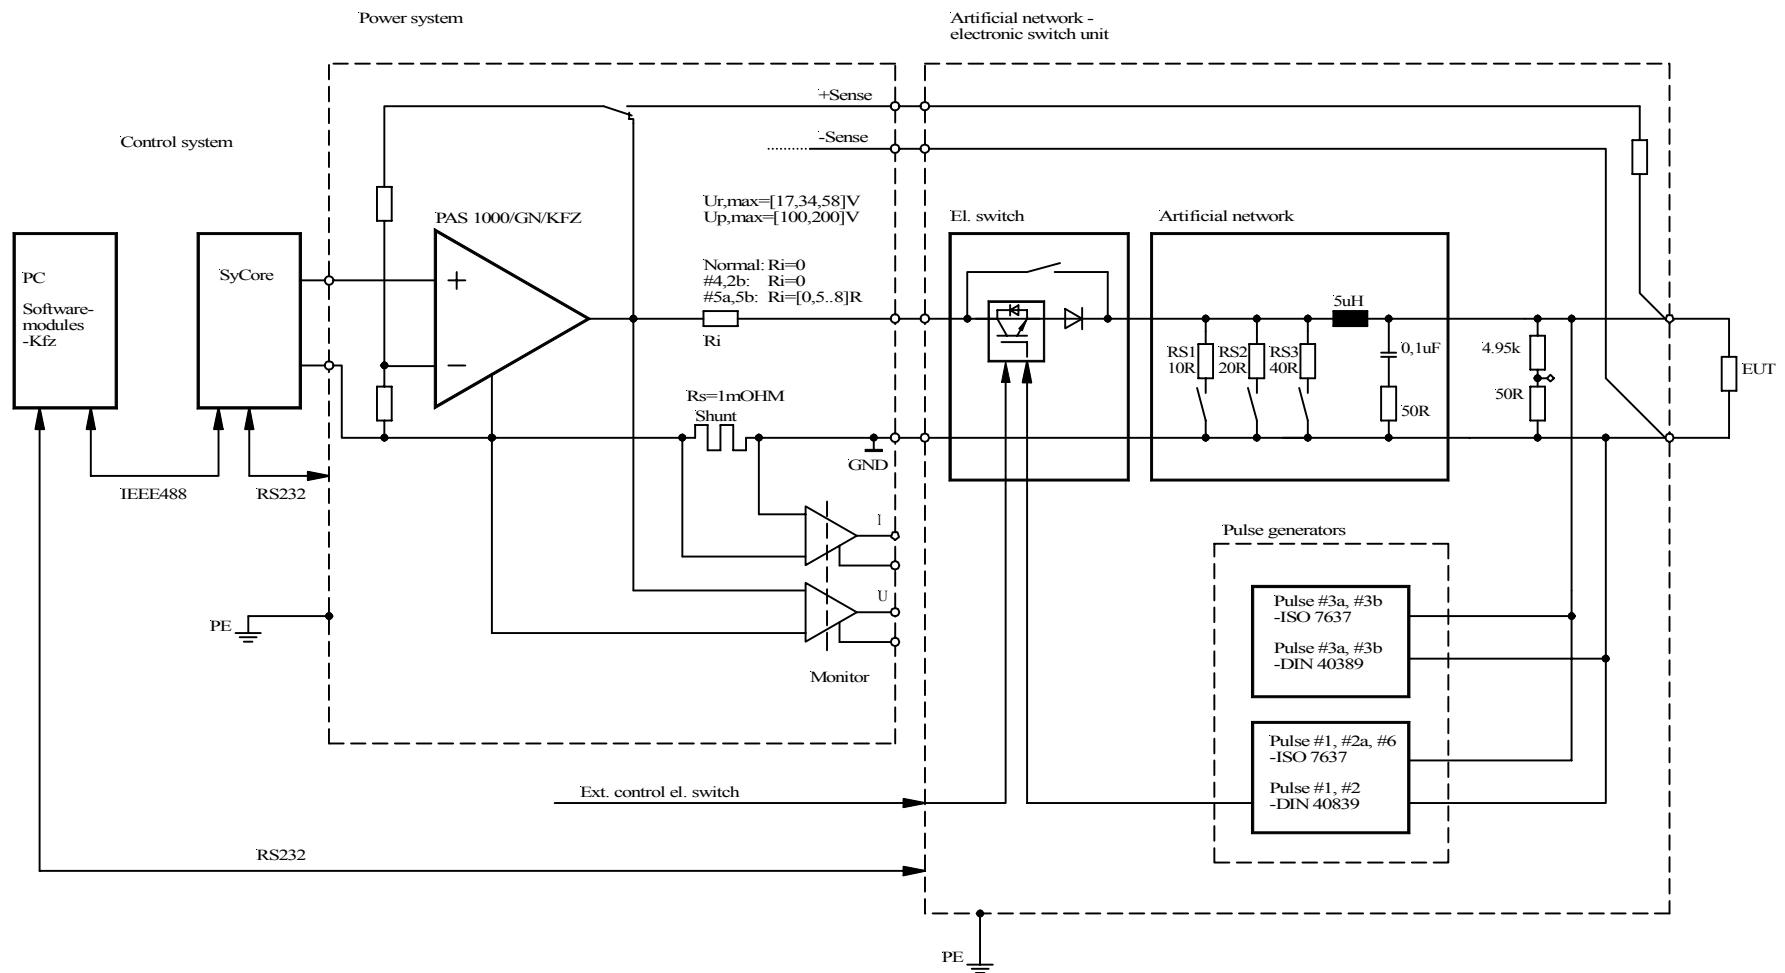 Power system
Artificial network -
electronic switch unit
+Sense
Control system
-Sense
Ur,max=[17,34,58]V
Up,max=[100,200]V
PAS 1000/GN/KFZ
El. switch
Artificial network
PC
Software-
modules
-Kfz
SyCore
+
Normal: Ri=0
#4,2b: Ri=0
#5a,5b: Ri=[0,5..8]R
Ri
5uH
RS1
10R
RS2
20R
RS3
40R
0,1uF
50R
4.95k
50R
EUT
−
Rs=1mOHM
Shunt
GND
IEEE488
RS232
I
U
Monitor
PE
Pulse generators
Pulse #3a, #3b
-ISO 7637
Pulse #3a, #3b
-DIN 40389
Pulse #1, #2a, #6
-ISO 7637
Pulse #1, #2
-DIN 40839
Ext. control el. switch
RS232
PE